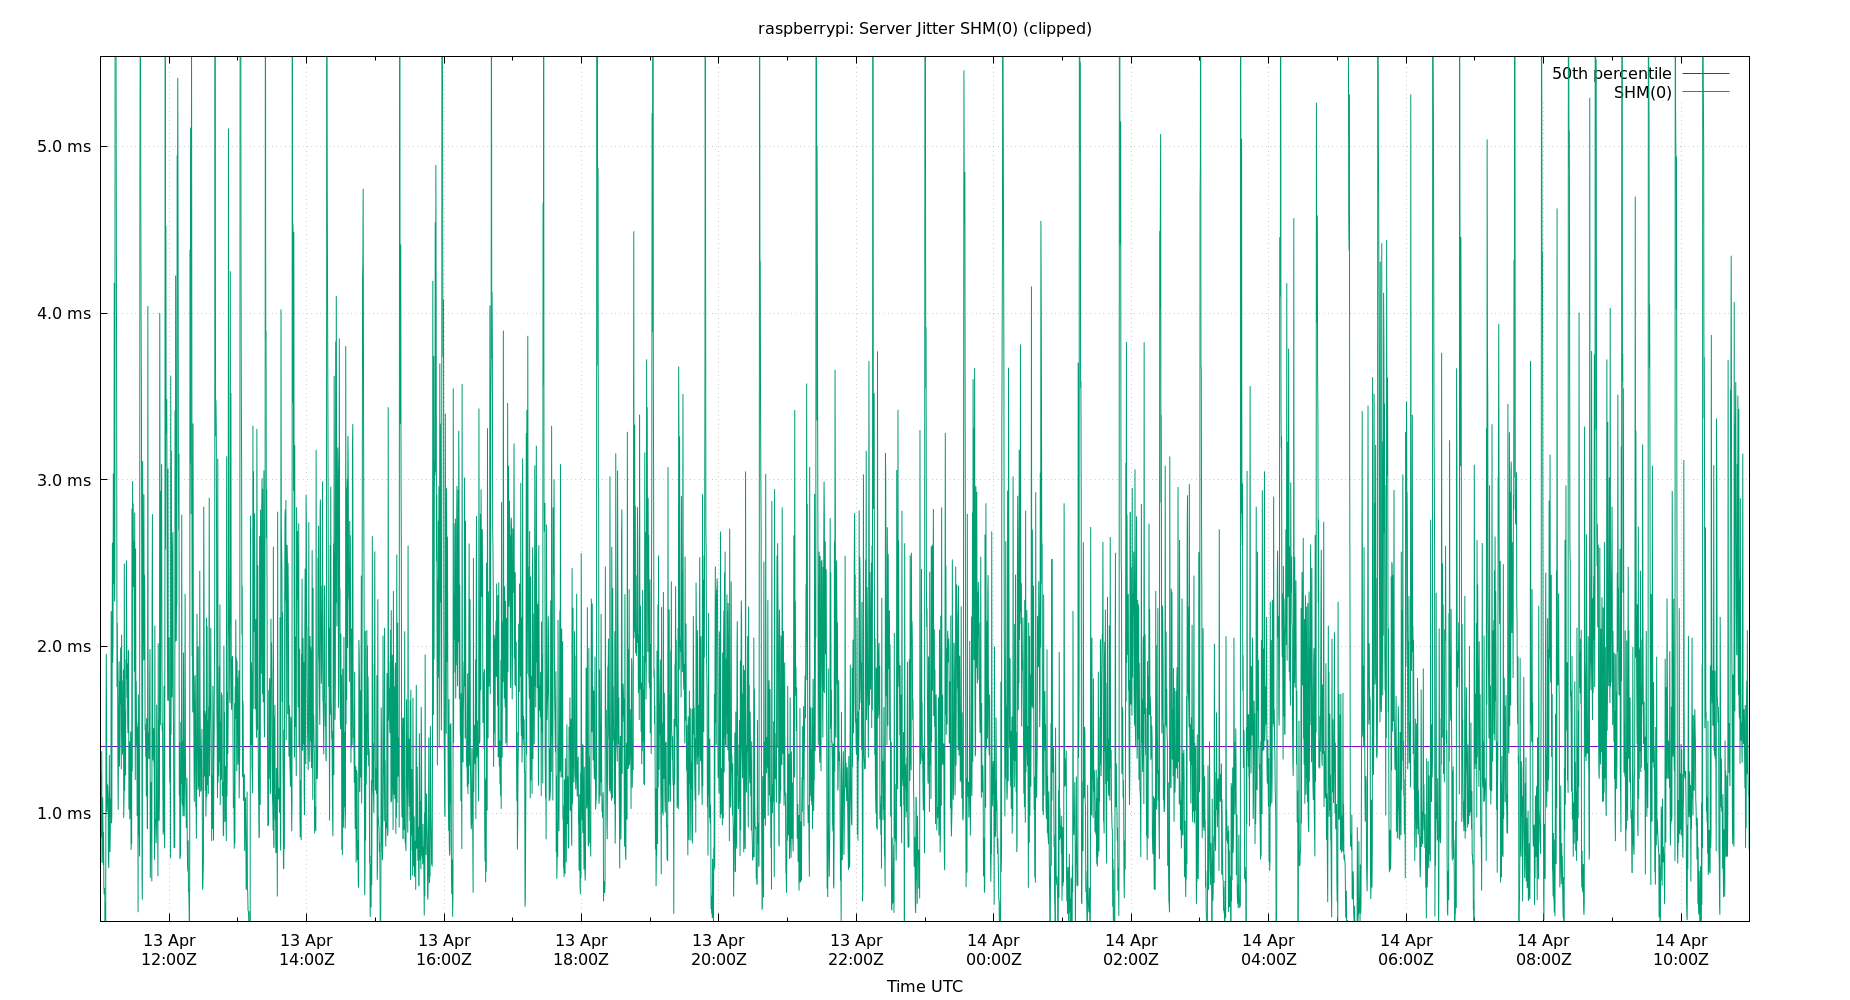 raspberrypi: Server Jitter SHM(0) (clipped)
50th percentile
SHM(0)
5.0 ms
4.0 ms
3.0 ms
2.0 ms
1.0 ms
13 Apr 13 Apr 13 Apr 13 Apr 13 Apr 13 Apr 14 Apr 14 Apr 14 Apr 14 Apr 14 Apr 14 Apr
12:00Z 14:00Z 16:00Z 18:00Z 20:00Z 22:00Z 00:00Z 02:00Z 04:00Z 06:00Z 08:00Z 10:00Z
Time UTC